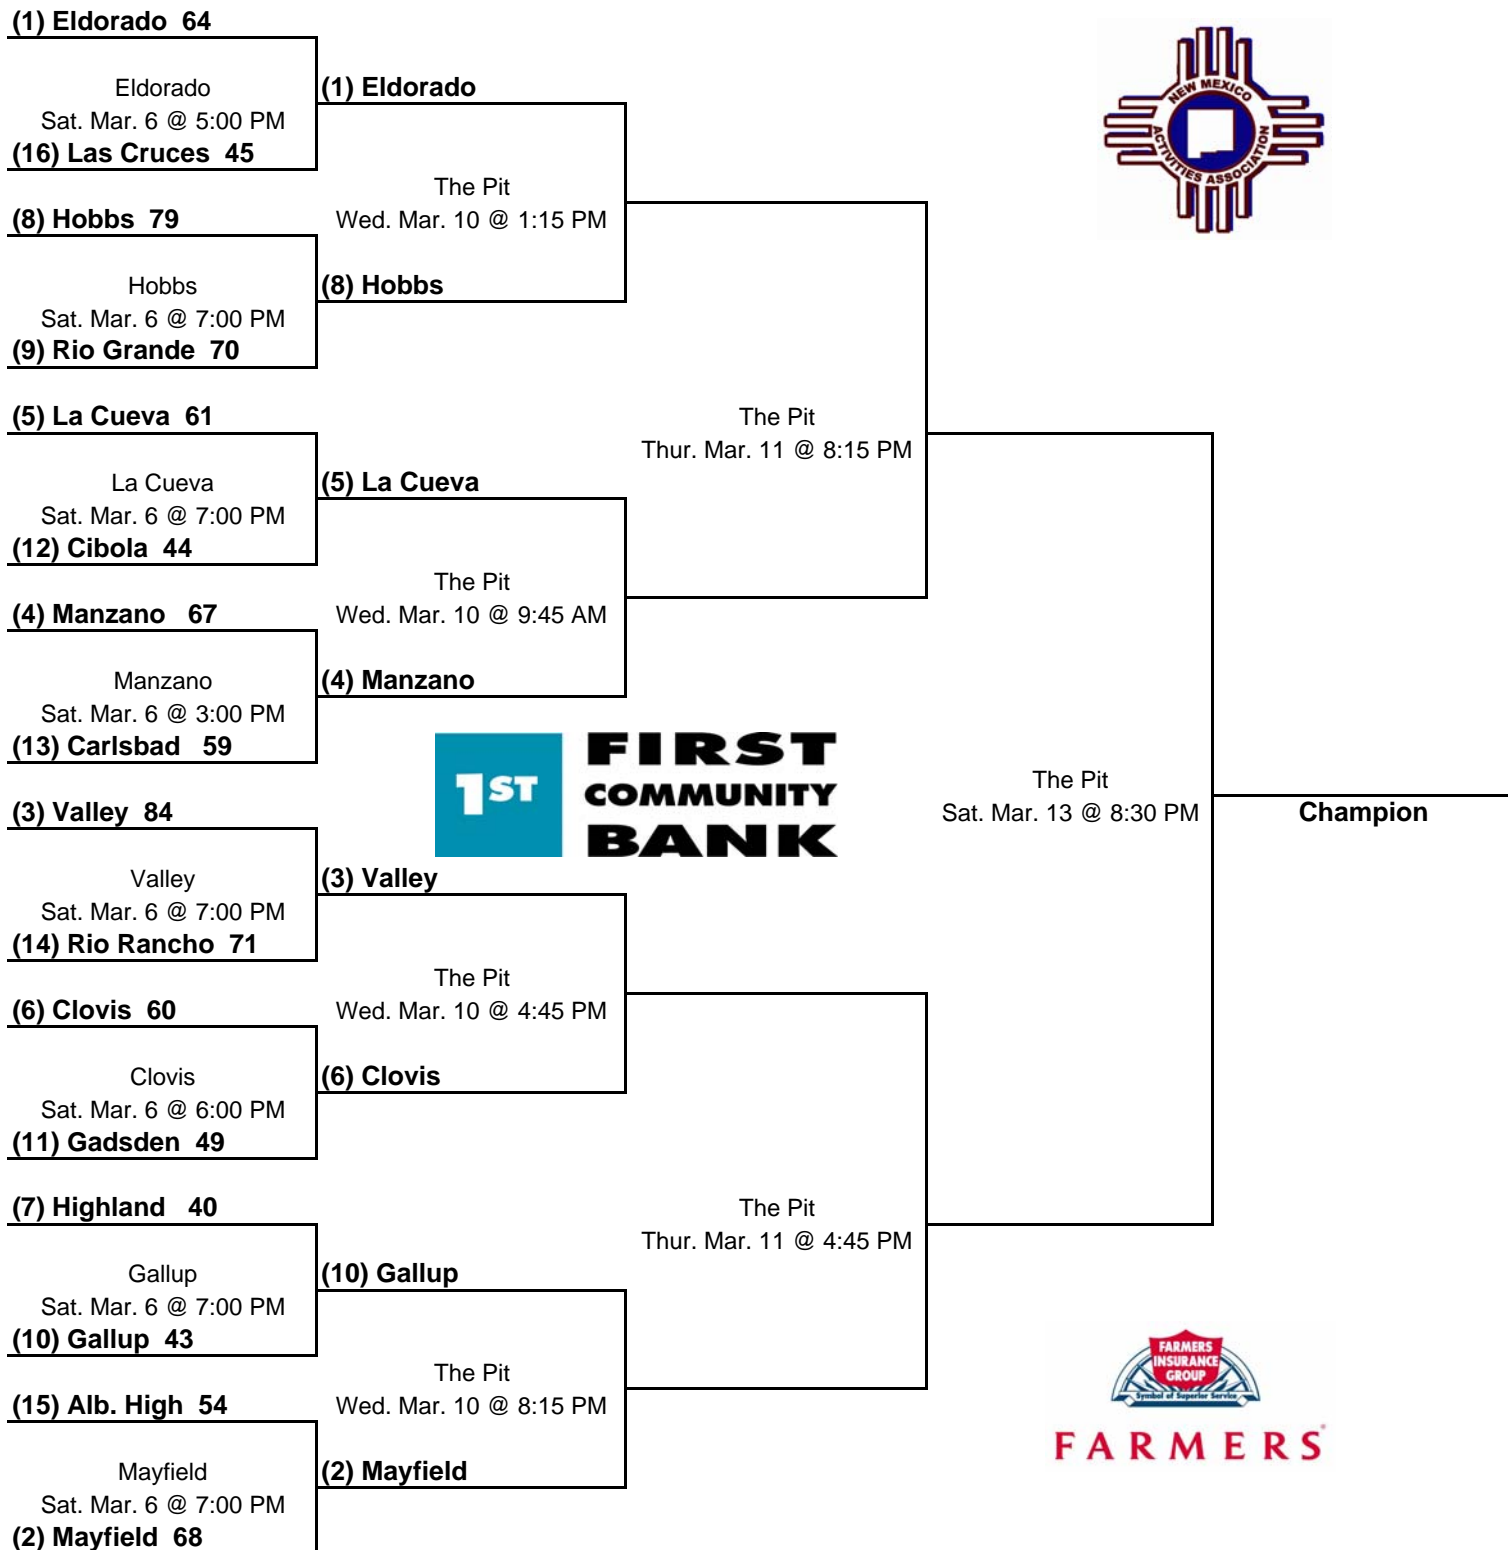 (1) Eldorado 64
Eldorado
Sat. Mar. 6 @ 5:00 PM
(16) Las Cruces 45
(8) Hobbs 79
Hobbs
Sat. Mar. 6 @ 7:00 PM
(9) Rio Grande 70
(5) La Cueva 61
La Cueva
Sat. Mar. 6 @ 7:00 PM
(12) Cibola 44
(4) Manzano 67
Manzano
Sat. Mar. 6 @ 3:00 PM
(13) Carlsbad 59
(3) Valley 84
Valley
Sat. Mar. 6 @ 7:00 PM
(14) Rio Rancho 71
(6) Clovis 60
Clovis
Sat. Mar. 6 @ 6:00 PM
(11) Gadsden 49
(7) Highland 40
Gallup
Sat. Mar. 6 @ 7:00 PM
(10) Gallup 43
(15) Alb. High 54
Mayfield
Sat. Mar. 6 @ 7:00 PM
(2) Mayfield 68
(1) Eldorado
The Pit
Wed. Mar. 10 @ 1:15 PM
(8) Hobbs
(5) La Cueva
The Pit
Wed. Mar. 10 @ 9:45 AM
(4) Manzano
1ST
FIRST
COMMUNITY
BANK
(3) Valley
The Pit
Wed. Mar. 10 @ 4:45 PM
(6) Clovis
(10) Gallup
The Pit
Wed. Mar. 10 @ 8:15 PM
(2) Mayfield
The Pit
Thur. Mar. 11 @ 8:15 PM
The Pit
Thur. Mar. 11 @ 4:45 PM
The Pit
Sat. Mar. 13 @ 8:30 PM
Champion
NEW MEXICO
ACTIVITIES ASSOCIATION
FARMERS
INSURANCE
GROUP
Symbol of Superior Service
FARMERS